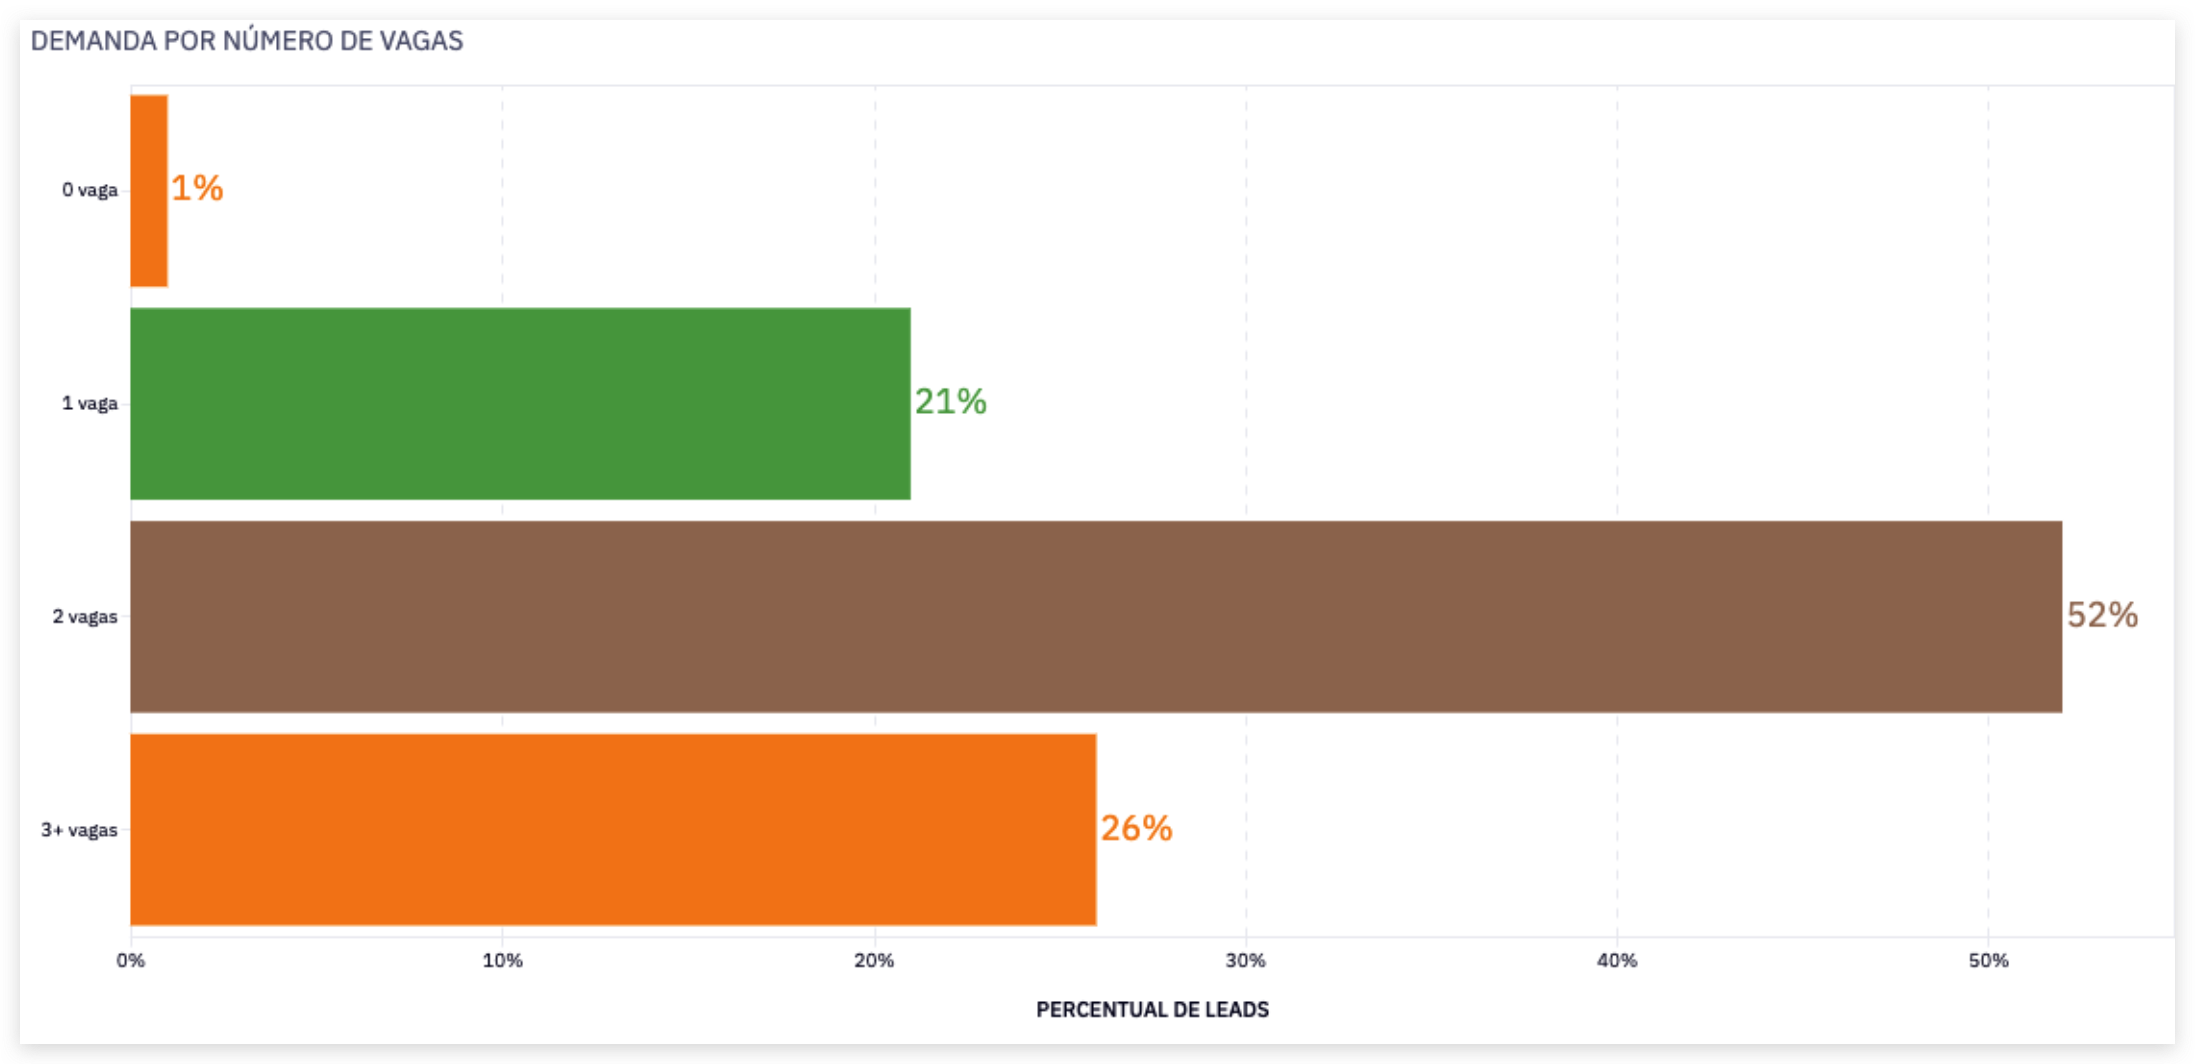 DEMANDA POR NÚMERO DE VAGAS
0 vaga
1%
1 vaga
21%
2 vagas
52%
3+ vagas
26%
0%
10%
20%
30%
40%
50%
PERCENTUAL DE LEADS